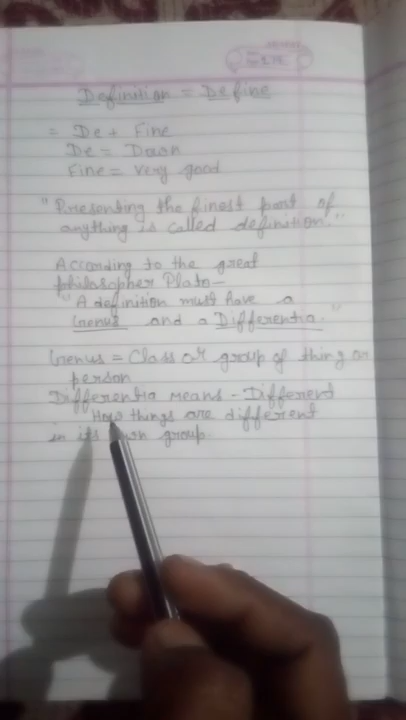 Definition = Define
= De + Fine
De = Down
Fine = Very good
"Presenting the finest part of
anything is called definition."
According to the great
philosopher Plato-
"A definition must have a
Genus and a Differentia."
Genus = Class or group of thing or
person
Differentia means - Different
How things are different
in its own group.